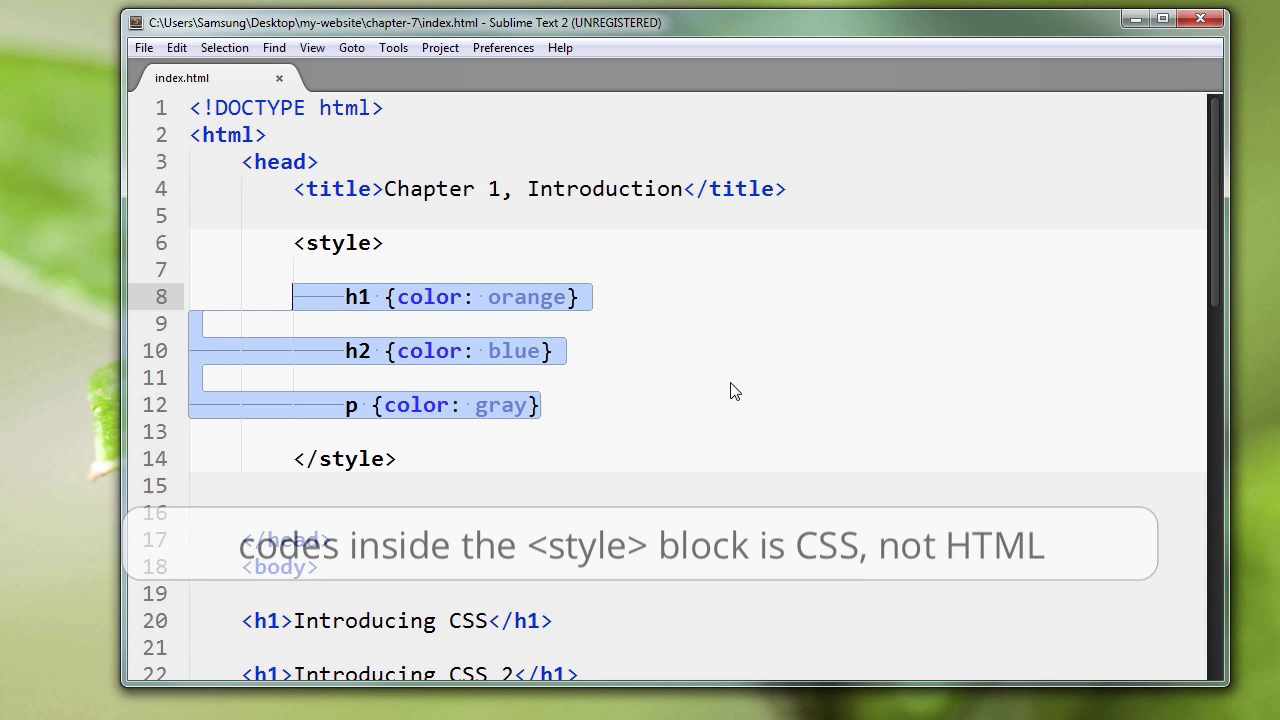 C:\Users\Samsung\Desktop\my-website\chapter-7\index.html - Sublime Text 2 (UNREGISTERED)
File Edit Selection Find View Goto Tools Project Preferences Help
index.html
1 <!DOCTYPE html>
2 <html>
3 <head>
4 <title>Chapter 1, Introduction</title>
5
6 <style>
7
8 h1 {color: orange}
9
10 h2 {color: blue}
11
12 p {color: gray}
13
14 </style>
15
16
17 </head>
codes inside the <style> block is CSS, not HTML
18 <body>
19
20 <h1>Introducing CSS</h1>
21
22 <h1>Introducing CSS 2</h1>